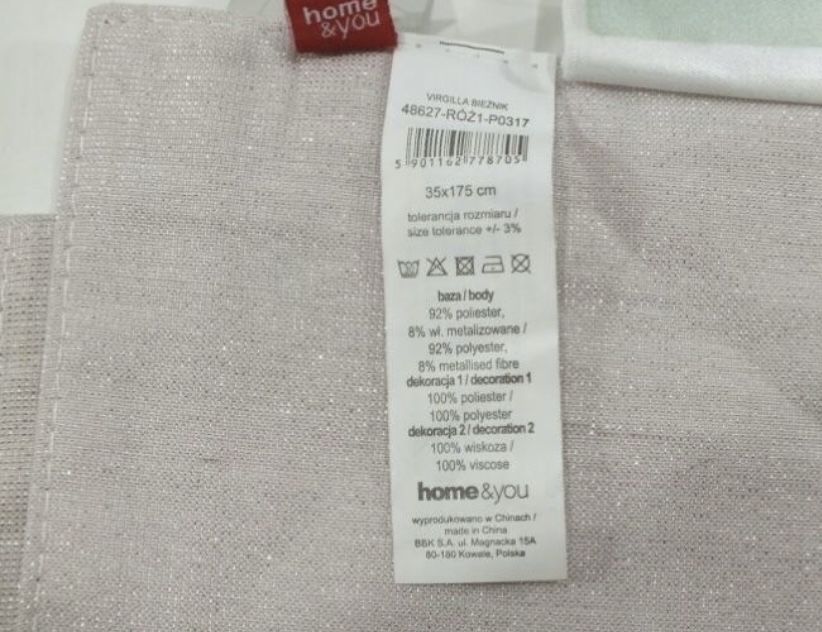 home
&you
VIRGILLA BIEŻNIK
48627-RÓŻ1-P0317
5 901162 778705
35x175 cm
tolerancja rozmiaru /
size tolerance +/- 3%
baza / body
92% poliester,
8% wł. metalizowane /
92% polyester,
8% metallised fibre
dekoracja 1 / decoration 1
100% poliester /
100% polyester
dekoracja 2 / decoration 2
100% wiskoza /
100% viscose
home&you
wyprodukowano w Chinach /
made in China
BBK S.A. ul. Magnacka 15A
80-180 Kowale, Polska